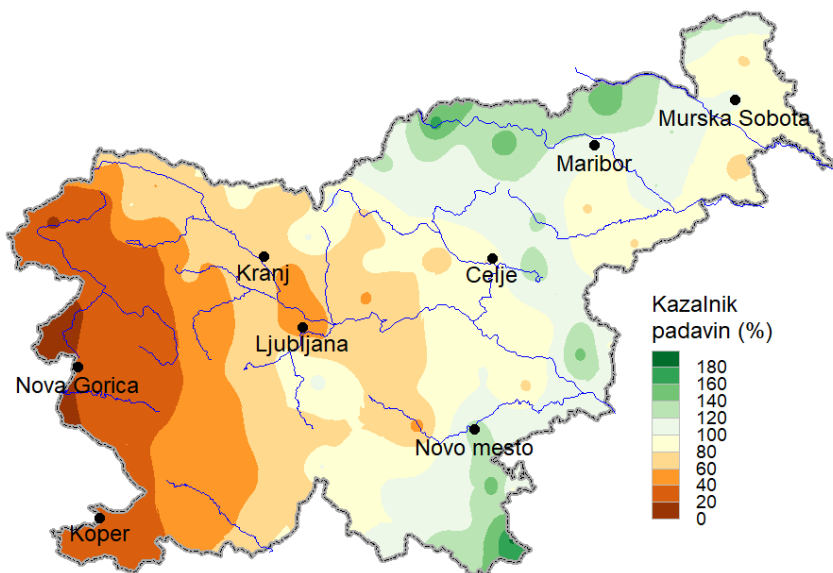 Murska Sobota
Maribor
Kranj
Celje
Ljubljana
Nova Gorica
Novo mesto
Koper
Kazalnik
padavin (%)
180
160
140
120
100
80
60
40
20
0